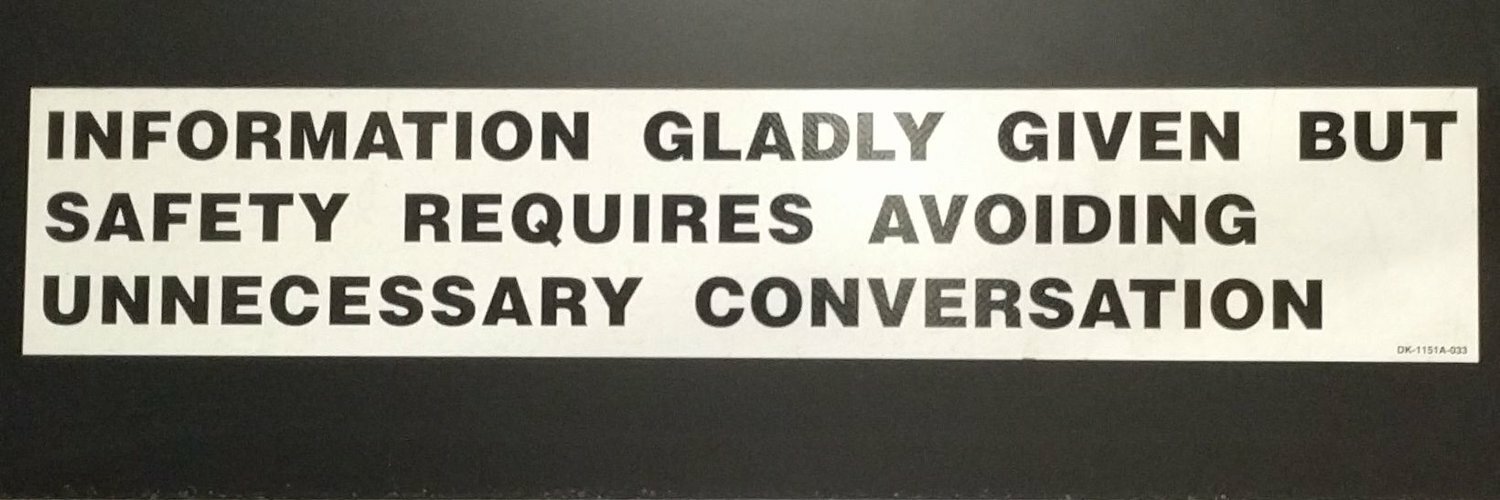 INFORMATION GLADLY GIVEN BUT
SAFETY REQUIRES AVOIDING
UNNECESSARY CONVERSATION
DK-1151A-033